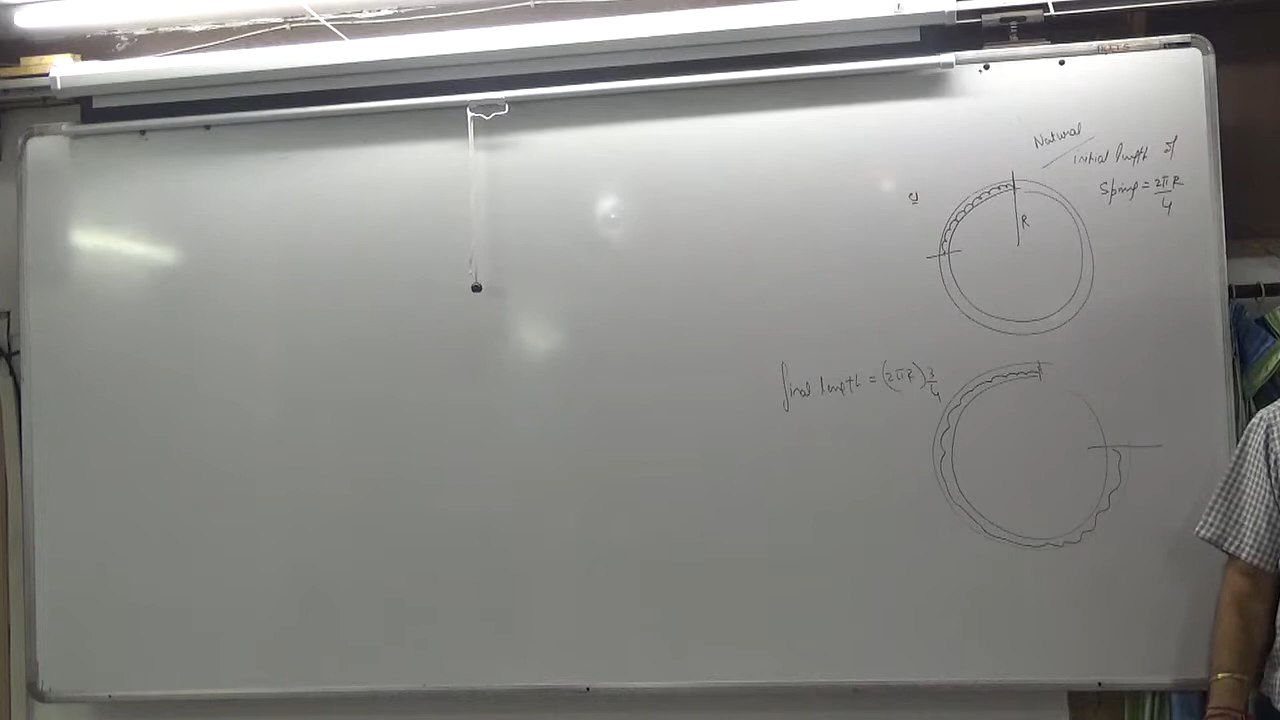 Natural
initial length of
Q
Spring = 2πR/4
R
final length = (2πR) 3/4